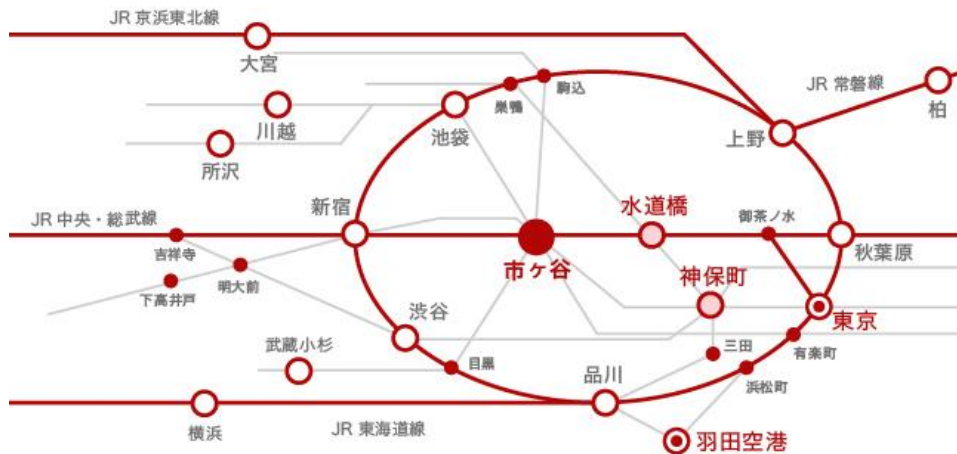 JR 京浜東北線
大宮
駒込
巣鴨
JR 常磐線
柏
川越
池袋
上野
所沢
新宿
水道橋
御茶ノ水
JR 中央・総武線
吉祥寺
市ヶ谷
秋葉原
神保町
下高井戸
明大前
渋谷
東京
武蔵小杉
目黒
三田
有楽町
品川
浜松町
横浜
JR 東海道線
羽田空港